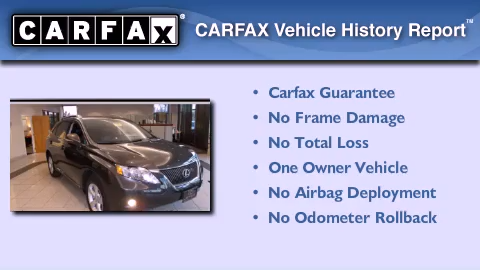 CARFAX® CARFAX Vehicle History Report™
• Carfax Guarantee
• No Frame Damage
• No Total Loss
• One Owner Vehicle
• No Airbag Deployment
• No Odometer Rollback